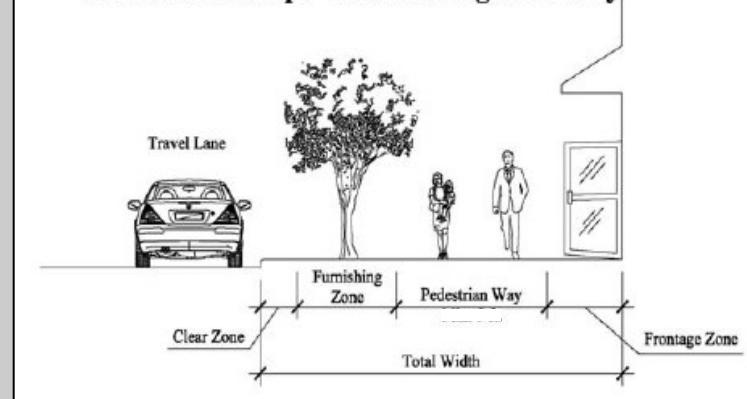 Travel Lane
Furnishing
Zone
Pedestrian Way
Clear Zone
Frontage Zone
Total Width